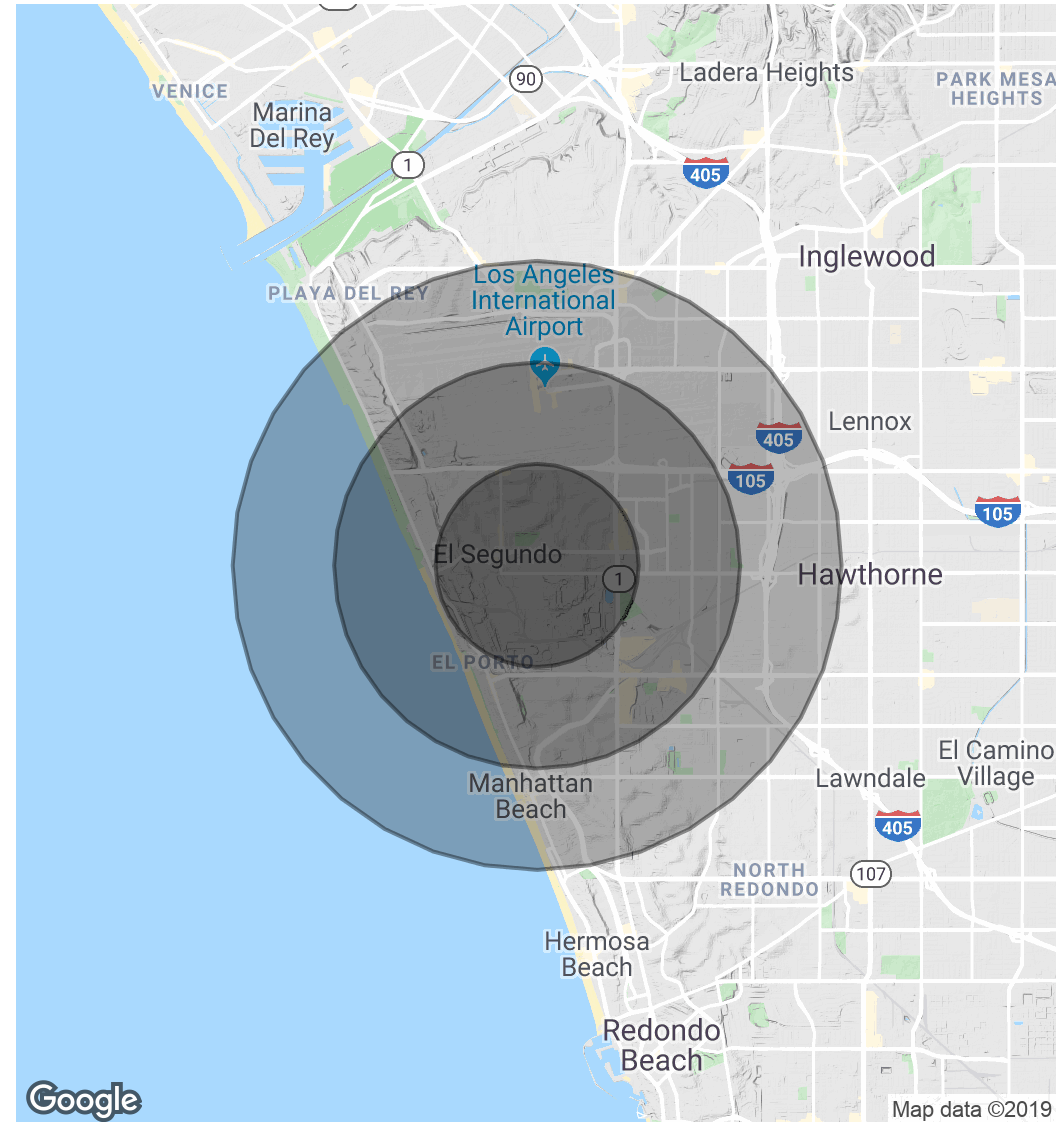 Ladera Heights
90
VENICE
PARK MESA
HEIGHTS
Marina
Del Rey
1
405
Inglewood
Los Angeles
International
Airport
PLAYA DEL REY
Lennox
405
105
105
El Segundo
1
Hawthorne
EL PORTO
El Camino
Village
Manhattan
Beach
Lawndale
405
NORTH
REDONDO
107
Hermosa
Beach
Redondo
Beach
Google
Map data ©2019